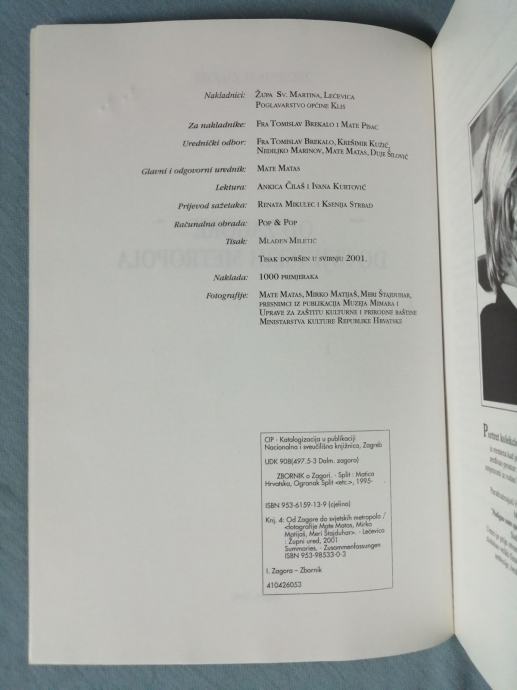 Nakladnici: Župa Sv. Martina, Lećevica
Poglavarstvo općine Klis
Za nakladnike: Fra Tomislav Brekalo i Mate Pisac
Urednički odbor: Fra Tomislav Brekalo, Krešimir Kužić,
Nediljko Marinov, Mate Matas, Duje Šilović
Glavni i odgovorni urednik: Mate Matas
Lektura: Ankica Čilaš i Ivana Kurtović
Prijevod sažetaka: Renata Mikulec i Ksenija Strbad
Računalna obrada: Pop & Pop
Tisak: Mladen Miletić
Tisak dovršen u svibnju 2001.
Naklada: 1000 primjeraka
Fotografije: Mate Matas, Mirko Matijaš, Meri Štajduhar,
presnimci iz publikacija Muzeja Mimara i
Uprave za zaštitu kulturne i prirodne baštine
Ministarstva kulture Republike Hrvatske
CIP - Katalogizacija u publikaciji
Nacionalna i sveučilišna knjižnica, Zagreb
UDK 908(497.5-3 Dalm. zagora)
ZBORNIK o Zagori. - Split : Matica
Hrvatska, Ogranak Split <etc.>, 1995-
ISBN 953-6159-13-9 (cjelina)
Knj. 4: Od Zagore do svjetskih metropola /
<fotografije Mate Matas, Mirko
Matijaš, Meri Štajduhar>. - Lećevica
: Župni ured, 2001
Summaries. - Zusammenfassungen
ISBN 953-98533-0-3
I. Zagora – Zbornik
410426053